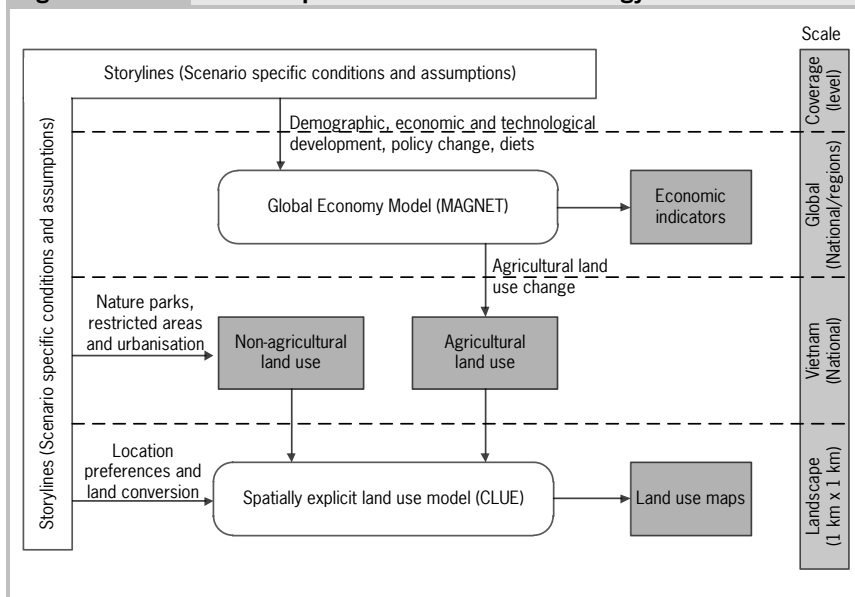 Scale
Storylines (Scenario specific conditions and assumptions)
Coverage
(level)
Demographic, economic and technological
development, policy change, diets
Storylines (Scenario specific conditions and assumptions)
Global Economy Model (MAGNET)
Economic
indicators
Global
(National/regions)
Agricultural land
use change
Nature parks,
restricted areas
and urbanisation
Non-agricultural
land use
Agricultural
land use
Vietnam
(National)
Location
preferences and
land conversion
Spatially explicit land use model (CLUE)
Land use maps
Landscape
(1 km x 1 km)